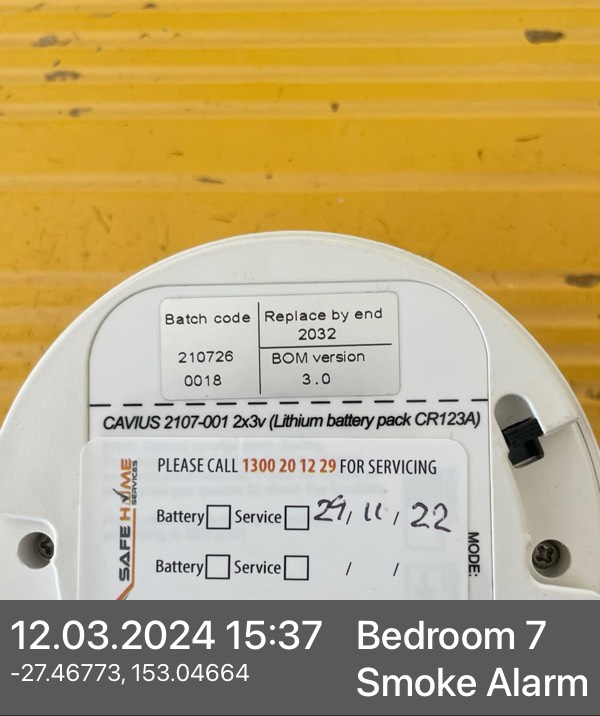 Batch code
210726
0018
Replace by end
2032
BOM version
3.0
CAVIUS 2107-001 2x3v (Lithium battery pack CR123A)
SAFE HOME
SERVICES
PLEASE CALL 1300 20 12 29 FOR SERVICING
Battery Service 29/11/22
Battery Service / /
MODE:
12.03.2024 15:37
-27.46773, 153.04664
Bedroom 7
Smoke Alarm